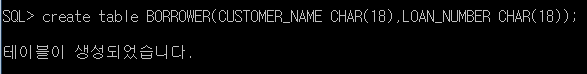 SQL> create table BORROWER(CUSTOMER_NAME CHAR(18),LOAN_NUMBER CHAR(18));
테이블이 생성되었습니다.